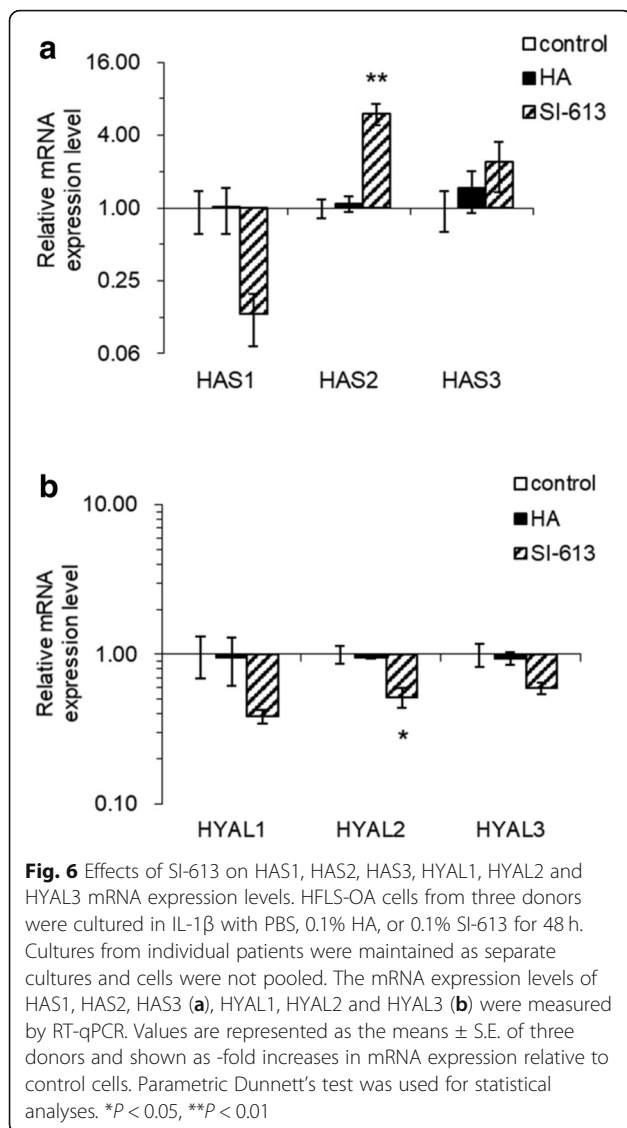 a
control
HA
SI-613
16.00
4.00
1.00
0.25
0.06
Relative mRNA
expression level
**
HAS1 HAS2 HAS3
b
control
HA
SI-613
10.00
1.00
0.10
Relative mRNA
expression level
*
HYAL1 HYAL2 HYAL3
Fig. 6 Effects of SI-613 on HAS1, HAS2, HAS3, HYAL1, HYAL2 and
HYAL3 mRNA expression levels. HFLS-OA cells from three donors
were cultured in IL-1β with PBS, 0.1% HA, or 0.1% SI-613 for 48 h.
Cultures from individual patients were maintained as separate
cultures and cells were not pooled. The mRNA expression levels of
HAS1, HAS2, HAS3 (a), HYAL1, HYAL2 and HYAL3 (b) were measured
by RT-qPCR. Values are represented as the means ± S.E. of three
donors and shown as -fold increases in mRNA expression relative to
control cells. Parametric Dunnett's test was used for statistical
analyses. *P < 0.05, **P < 0.01